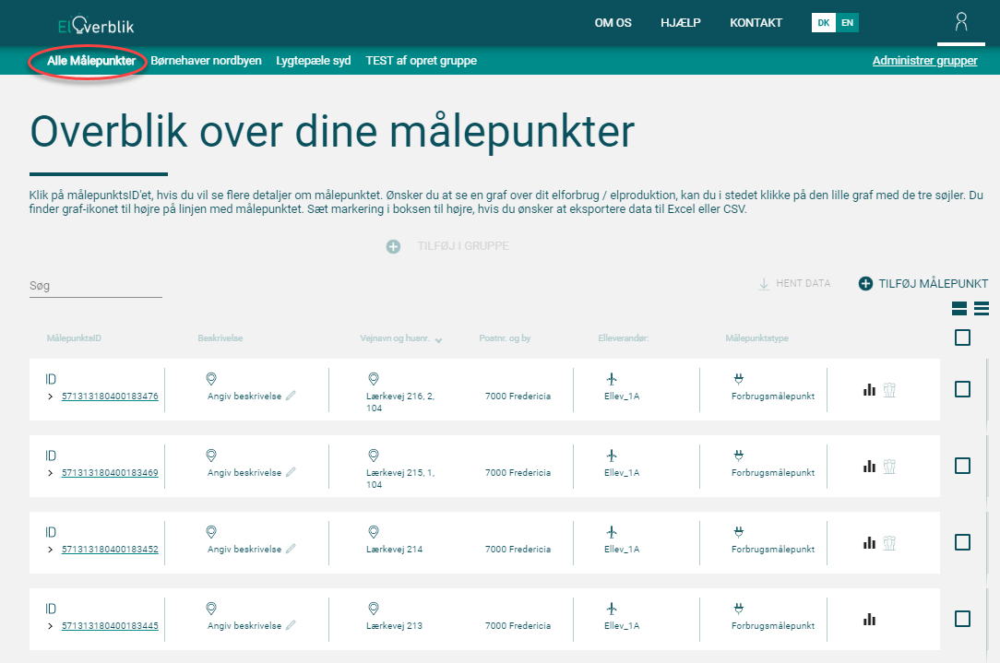 ElOverblik
OM OS HJÆLP KONTAKT DK EN
Alle Målepunkter Børnehaver nordbyen Lygtepæle syd TEST af opret gruppe Administrer grupper
Overblik over dine målepunkter
Klik på målepunktsID'et, hvis du vil se flere detaljer om målepunktet. Ønsker du at se en graf over dit elforbrug / elproduktion, kan du i stedet klikke på den lille graf med de tre søjler. Du
finder graf-ikonet til højre på linjen med målepunktet. Sæt markering i boksen til højre, hvis du ønsker at eksportere data til Excel eller CSV.
TILFØJ I GRUPPE
Søg HENT DATA TILFØJ MÅLEPUNKT
MålepunktsID Beskrivelse Vejnavn og husnr. Postnr. og by Elleverandør: Målepunktstype
ID
571313180400183476 Angiv beskrivelse Lærkevej 216, 2, 7000 Fredericia Ellev_1A Forbrugsmålepunkt
104
ID
571313180400183469 Angiv beskrivelse Lærkevej 215, 1, 7000 Fredericia Ellev_1A Forbrugsmålepunkt
104
ID
571313180400183452 Angiv beskrivelse Lærkevej 214 7000 Fredericia Ellev_1A Forbrugsmålepunkt
ID
571313180400183445 Angiv beskrivelse Lærkevej 213 7000 Fredericia Ellev_1A Forbrugsmålepunkt